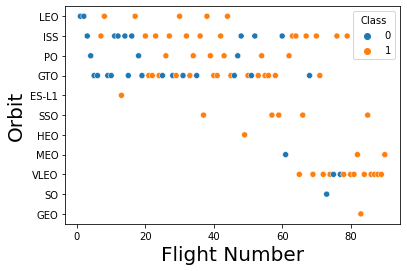 LEO
ISS
PO
GTO
ES-L1
SSO
HEO
MEO
VLEO
SO
GEO
Orbit
Class
0
1
0 20 40 60 80
Flight Number